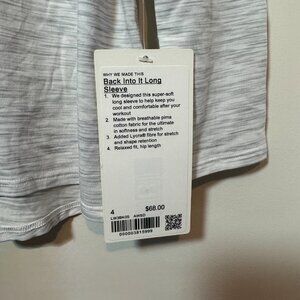 WHY WE MADE THIS
Back Into It Long
Sleeve
1. We designed this super-soft
long sleeve to help keep you
cool and comfortable after your
workout
2. Made with breathable pima
cotton fabric for the ultimate
in softness and stretch
3. Added Lycra® fibre for stretch
and shape retention
4. Relaxed fit, hip length
4 $68.00